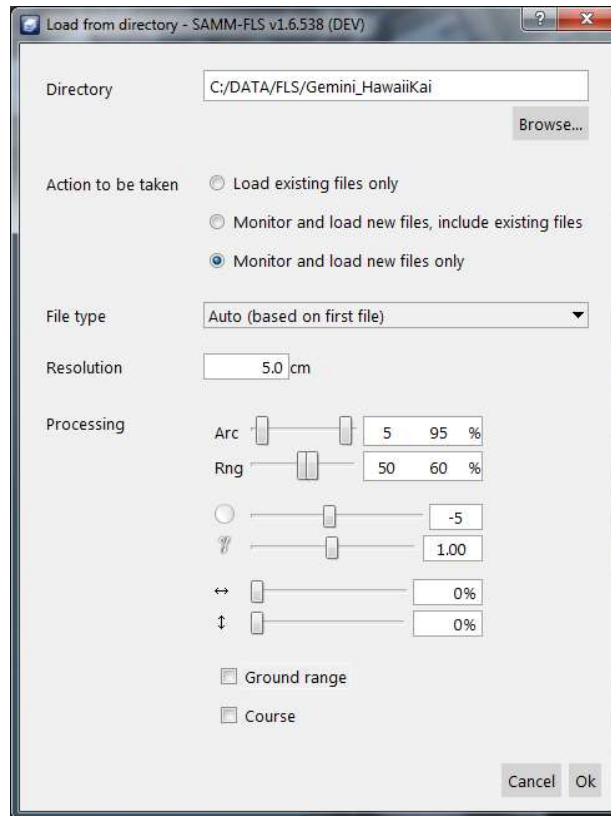 Load from directory - SAMM-FLS v1.6.538 (DEV)
Directory
C:/DATA/FLS/Gemini_HawaiiKai
Browse...
Action to be taken
Load existing files only
Monitor and load new files, include existing files
Monitor and load new files only
File type
Auto (based on first file)
Resolution
5.0 cm
Processing
Arc 5 95 %
Rng 50 60 %
-5
γ 1.00
↔ 0%
↕ 0%
Ground range
Course
Cancel Ok